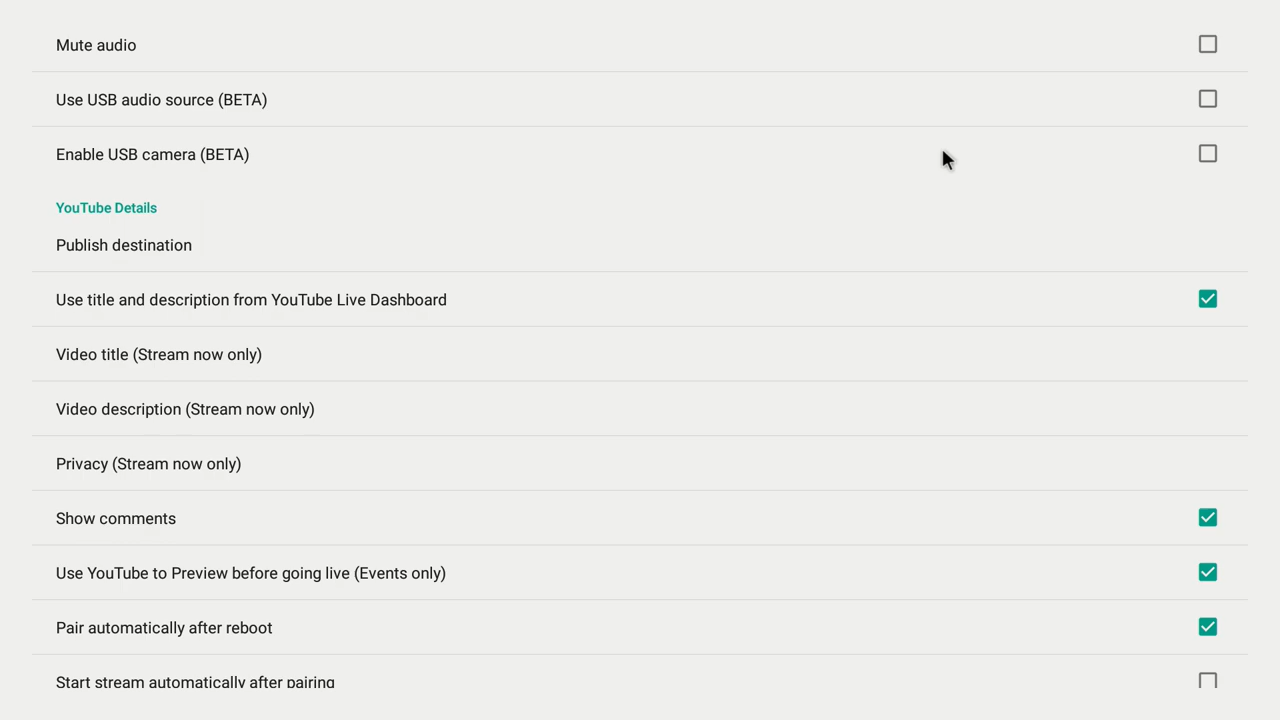 Mute audio
Use USB audio source (BETA)
Enable USB camera (BETA)
YouTube Details
Publish destination
Use title and description from YouTube Live Dashboard
Video title (Stream now only)
Video description (Stream now only)
Privacy (Stream now only)
Show comments
Use YouTube to Preview before going live (Events only)
Pair automatically after reboot
Start stream automatically after pairing